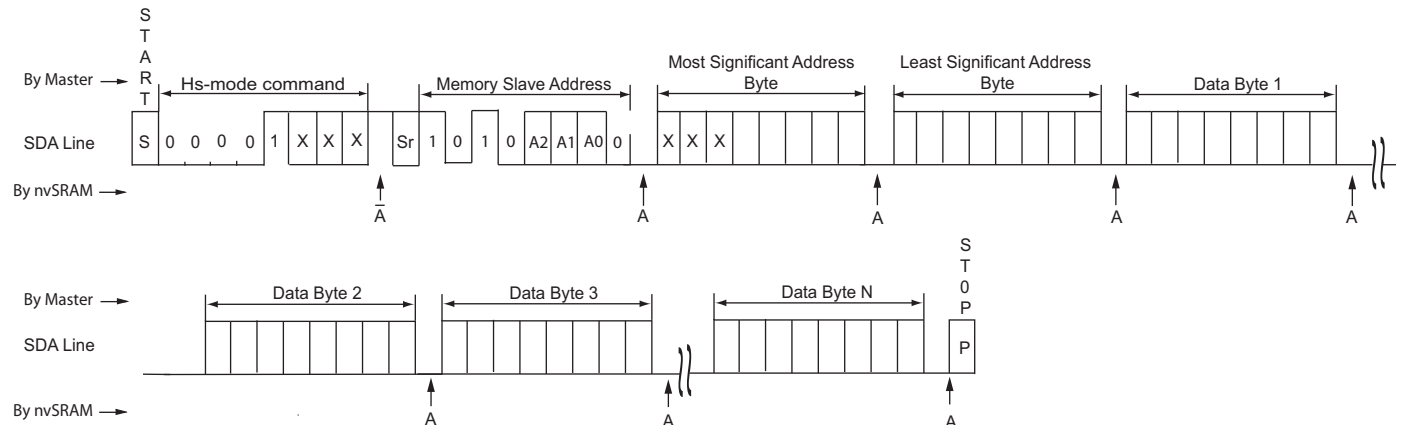 START
Most Significant Address Byte
Least Significant Address Byte
By Master
Hs-mode command
Memory Slave Address
Data Byte 1
SDA Line
S 0 0 0 0 1 X X X Sr 1 0 1 0 A2 A1 A0 0 X X X
By nvSRAM
A̅ A A A A
ST0P
By Master
Data Byte 2
Data Byte 3
Data Byte N
SDA Line
P
By nvSRAM
A A A